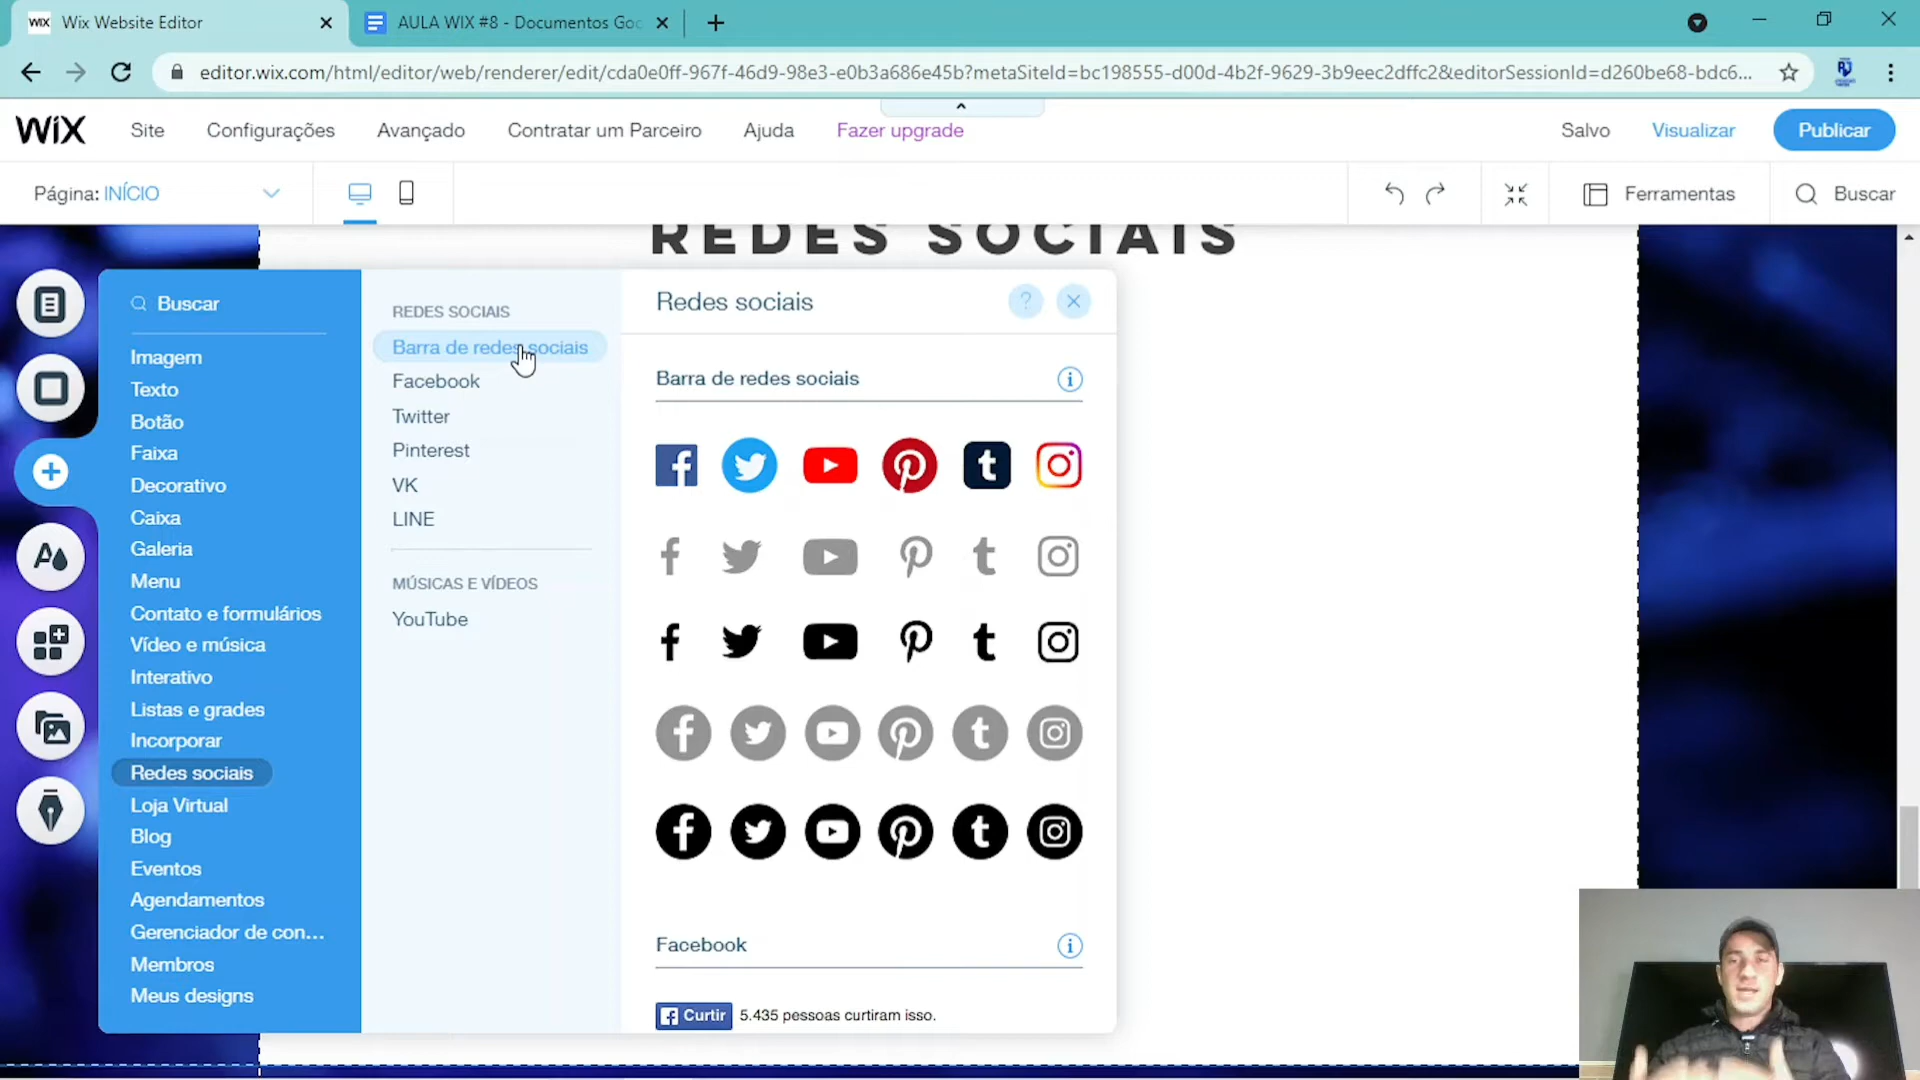 WiX Wix Website Editor
AULA WIX #8 - Documentos Goo
editor.wix.com/html/editor/web/renderer/edit/cda0e0ff-967f-46d9-98e3-e0b3a686e45b?metaSiteId=bc198555-d00d-4b2f-9629-3b9eec2dffc2&editorSessionId=d260be68-bdc6...
WiX Site Configurações Avançado Contratar um Parceiro Ajuda Fazer upgrade Salvo Visualizar Publicar
Página: INÍCIO Ferramentas Buscar
REDES SOCIAIS
Buscar
Imagem
Texto
Botão
Faixa
Decorativo
Caixa
Galeria
Menu
Contato e formulários
Vídeo e música
Interativo
Listas e grades
Incorporar
Redes sociais
Loja Virtual
Blog
Eventos
Agendamentos
Gerenciador de con...
Membros
Meus designs
REDES SOCIAIS
Barra de redes sociais
Facebook
Twitter
Pinterest
VK
LINE
MÚSICAS E VÍDEOS
YouTube
Redes sociais ?
Barra de redes sociais
Facebook
Curtir 5.435 pessoas curtiram isso.